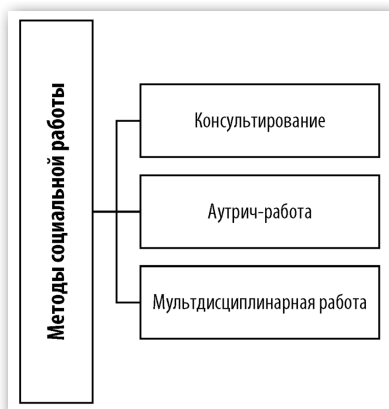 Методы социальной работы
Консультирование
Аутрич-работа
Мультдисциплинарная работа